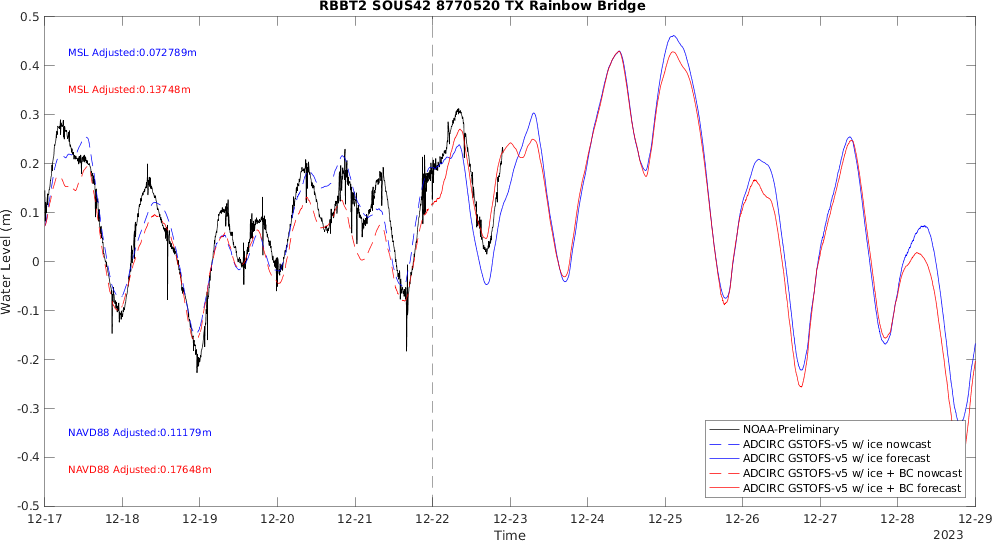 RBBT2 SOUS42 8770520 TX Rainbow Bridge
0.5
0.4
0.3
0.2
0.1
0
-0.1
-0.2
-0.3
-0.4
-0.5
Water Level (m)
MSL Adjusted:0.072789m
MSL Adjusted:0.13748m
NAVD88 Adjusted:0.11179m
NAVD88 Adjusted:0.17648m
NOAA-Preliminary
ADCIRC GSTOFS-v5 w/ ice nowcast
ADCIRC GSTOFS-v5 w/ ice forecast
ADCIRC GSTOFS-v5 w/ ice + BC nowcast
ADCIRC GSTOFS-v5 w/ ice + BC forecast
12-17 12-18 12-19 12-20 12-21 12-22 12-23 12-24 12-25 12-26 12-27 12-28 12-29
Time
2023